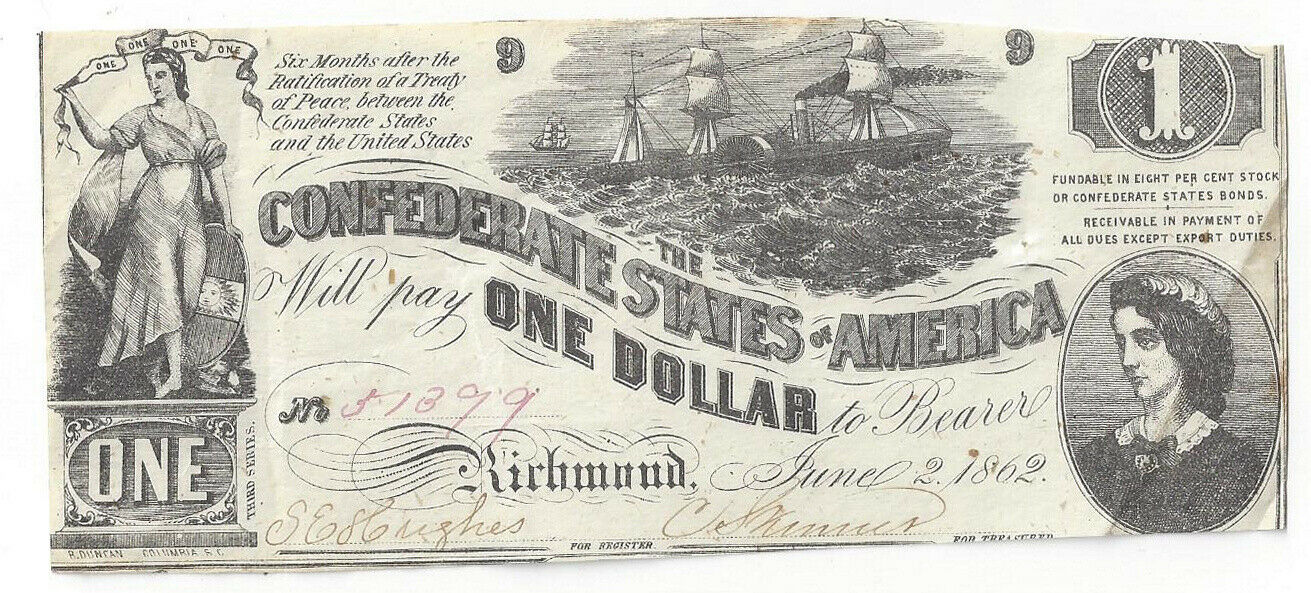 ONE ONE ONE ONE
Six Months after the
Ratification of a Treaty
of Peace, between the
Confederate States
and the United States
9
9
1
FUNDABLE IN EIGHT PER CENT STOCK
OR CONFEDERATE STATES BONDS.
RECEIVABLE IN PAYMENT OF
ALL DUES EXCEPT EXPORT DUTIES.
THE
CONFEDERATE STATES OF AMERICA
Will pay ONE DOLLAR to Bearer
No 51399
Richmond, June 2. 1862.
ONE
THIRD SERIES.
FOR REGISTER
FOR TREASURER
B. DUNCAN COLUMBIA S.C.